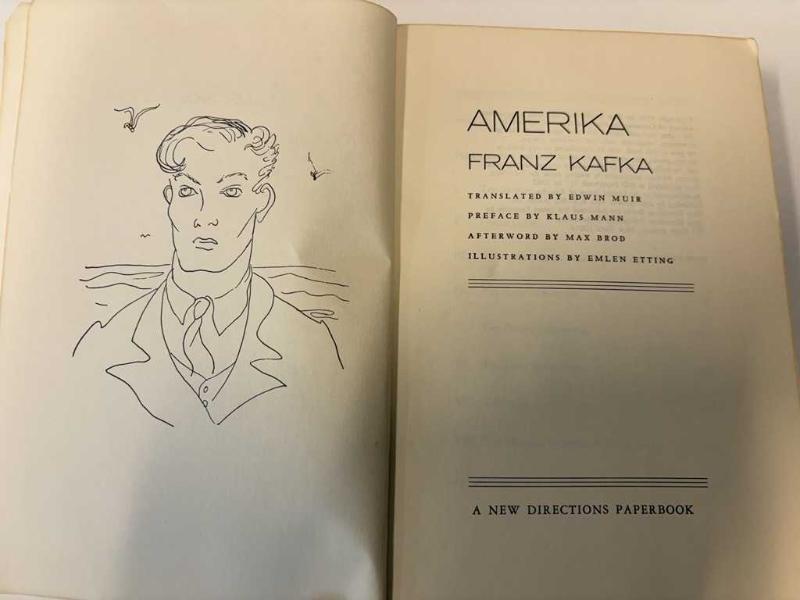 AMERIKA
FRANZ KAFKA
TRANSLATED BY EDWIN MUIR
PREFACE BY KLAUS MANN
AFTERWORD BY MAX BROD
ILLUSTRATIONS BY EMLEN ETTING
A NEW DIRECTIONS PAPERBOOK